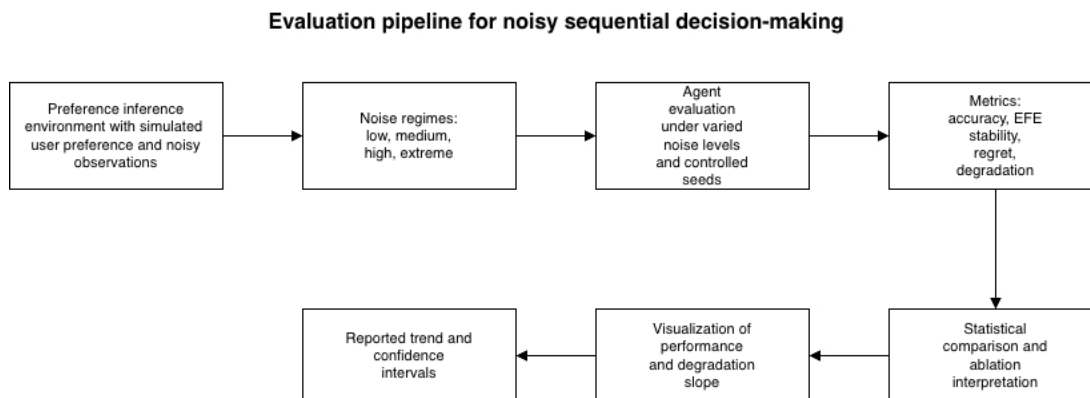 Evaluation pipeline for noisy sequential decision-making
Preference inference
environment with simulated
user preference and noisy
observations
Noise regimes:
low, medium,
high, extreme
Agent
evaluation
under varied
noise levels
and controlled
seeds
Metrics:
accuracy, EFE
stability,
regret,
degradation
Statistical
comparison and
ablation
interpretation
Visualization of
performance
and degradation
slope
Reported trend and
confidence
intervals